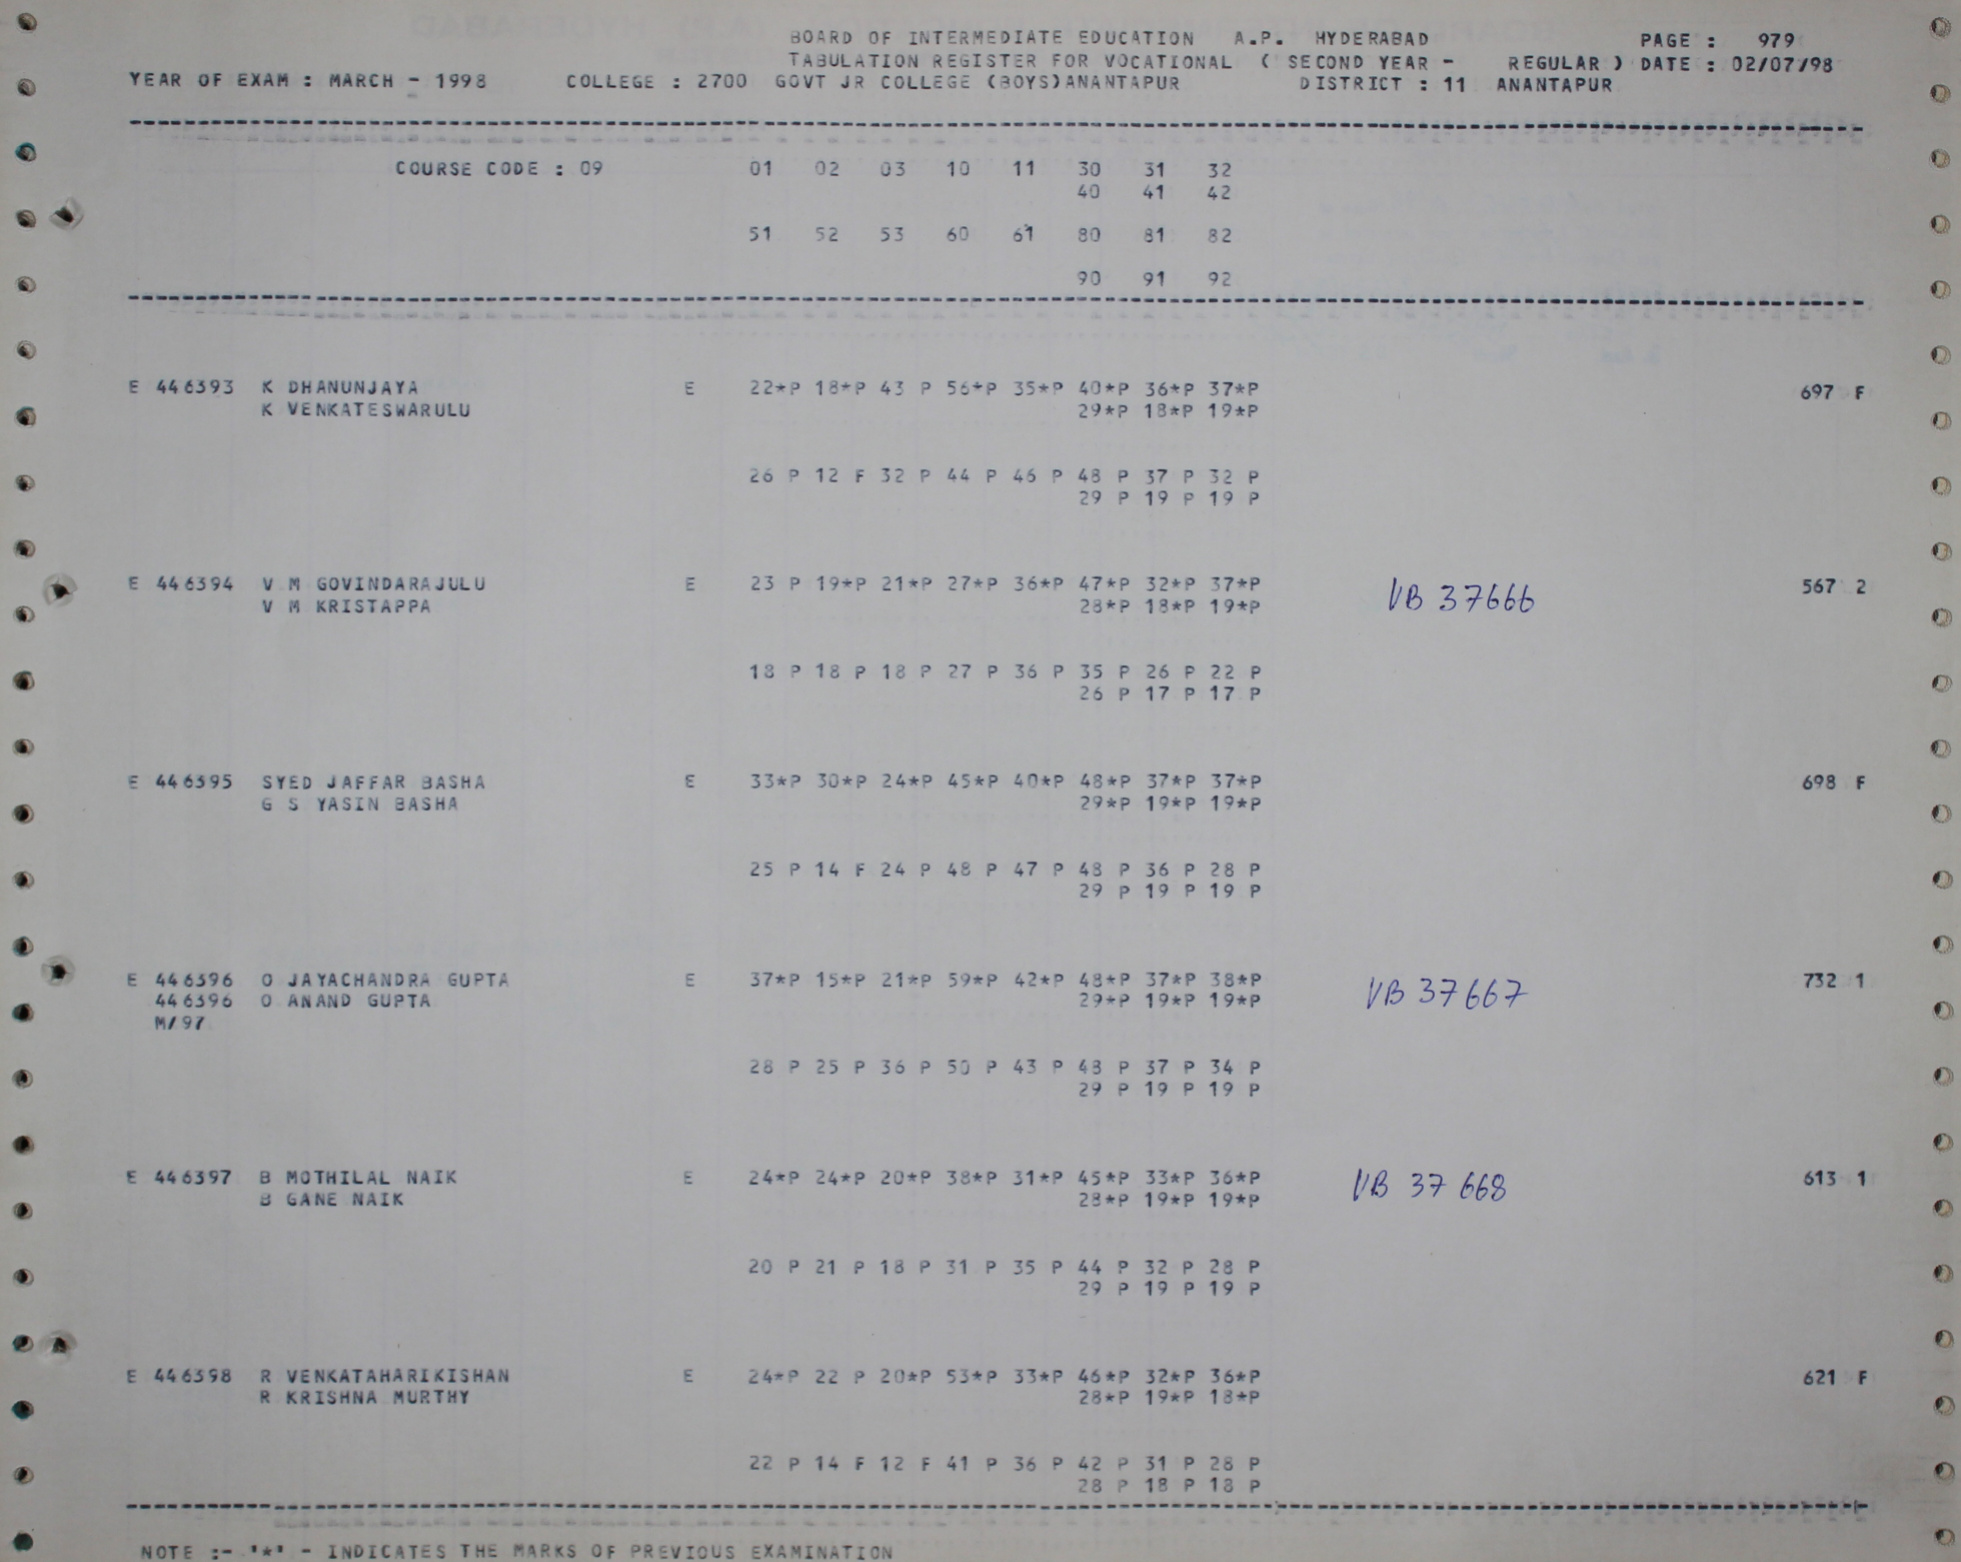 BOARD OF INTERMEDIATE EDUCATION A.P. HYDERABAD PAGE : 979
TABULATION REGISTER FOR VOCATIONAL ( SECOND YEAR - REGULAR ) DATE : 02/07/98
YEAR OF EXAM : MARCH - 1998 COLLEGE : 2700 GOVT JR COLLEGE (BOYS)ANANTAPUR DISTRICT : 11 ANANTAPUR
COURSE CODE : 09 01 02 03 10 11 30 31 32
40 41 42
51 52 53 60 61 80 81 82
90 91 92
E 446393 K DHANUNJAYA E 22*P 18*P 43 P 56*P 35*P 40*P 36*P 37*P 697 F
K VENKATESWARULU 29*P 18*P 19*P
26 P 12 F 32 P 44 P 46 P 48 P 37 P 32 P
29 P 19 P 19 P
E 446394 V M GOVINDARAJULU E 23 P 19*P 21*P 27*P 36*P 47*P 32*P 37*P VB 37666 567 2
V M KRISTAPPA 28*P 18*P 19*P
18 P 18 P 18 P 27 P 36 P 35 P 26 P 22 P
26 P 17 P 17 P
E 446395 SYED JAFFAR BASHA E 33*P 30*P 24*P 45*P 40*P 48*P 37*P 37*P 698 F
G S YASIN BASHA 29*P 19*P 19*P
25 P 14 F 24 P 48 P 47 P 48 P 36 P 28 P
29 P 19 P 19 P
E 446396 O JAYACHANDRA GUPTA E 37*P 15*P 21*P 59*P 42*P 48*P 37*P 38*P VB 37667 732 1
446396 O ANAND GUPTA 29*P 19*P 19*P
M/97
28 P 25 P 36 P 50 P 43 P 48 P 37 P 34 P
29 P 19 P 19 P
E 446397 B MOTHILAL NAIK E 24*P 24*P 20*P 38*P 31*P 45*P 33*P 36*P VB 37668 613 1
B GANE NAIK 28*P 19*P 19*P
20 P 21 P 18 P 31 P 35 P 44 P 32 P 28 P
29 P 19 P 19 P
E 446398 R VENKATAHARIKISHAN E 24*P 22 P 20*P 53*P 33*P 46*P 32*P 36*P 621 F
R KRISHNA MURTHY 28*P 19*P 18*P
22 P 14 F 12 F 41 P 36 P 42 P 31 P 28 P
28 P 18 P 18 P
NOTE :- '*' - INDICATES THE MARKS OF PREVIOUS EXAMINATION